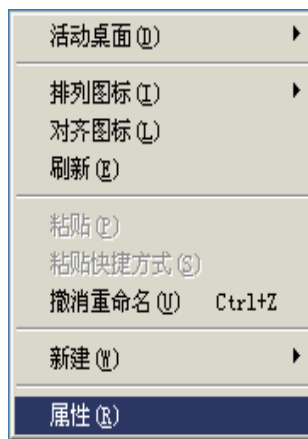 活动桌面(D)
排列图标(I)
对齐图标(L)
刷新(E)
粘贴(P)
粘贴快捷方式(S)
撤消重命名(U) Ctrl+Z
新建(W)
属性(R)